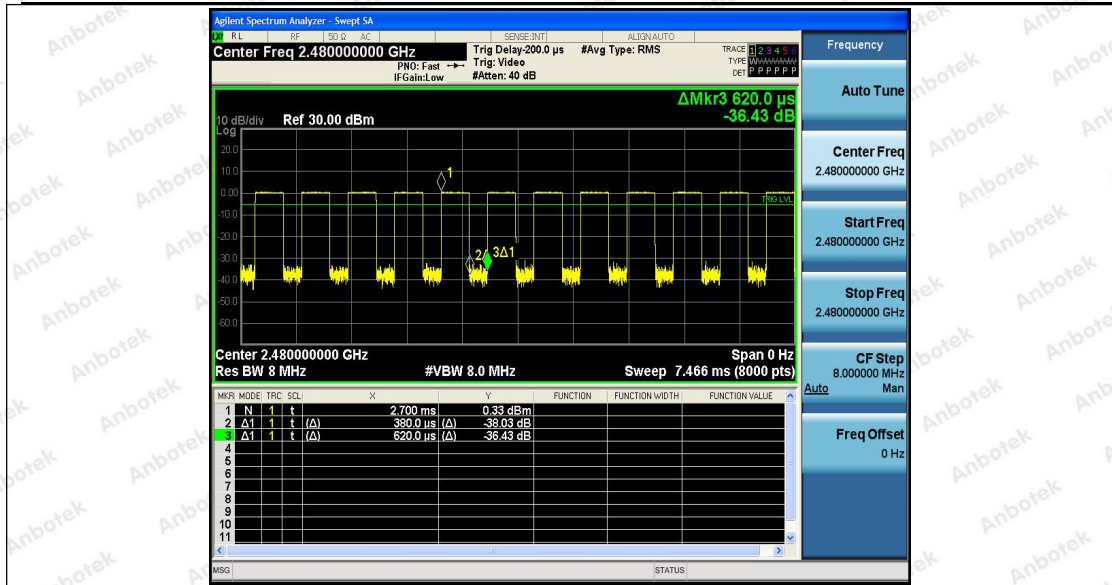 Agilent Spectrum Analyzer - Swept SA
RL RF 50 Ω AC SENSE:INT ALIGNAUTO
Center Freq 2.480000000 GHz
PNO: Fast
IFGain:Low
Trig Delay-200.0 µs
Trig: Video
#Atten: 40 dB
#Avg Type: RMS
TRACE 1 2 3 4 5 6
TYPE
DET P P P P P P
ΔMkr3 620.0 µs
-36.43 dB
10 dB/div Ref 30.00 dBm
Log
20.0
10.0
0.00
-10.0
-20.0
-30.0
-40.0
-50.0
-60.0
1
TRIG LVL
2Δ 3Δ1
Center 2.480000000 GHz Span 0 Hz
Res BW 8 MHz #VBW 8.0 MHz Sweep 7.466 ms (8000 pts)
MKR MODE TRC SCL X Y FUNCTION FUNCTION WIDTH FUNCTION VALUE
1 N 1 t 2.700 ms 0.33 dBm
2 Δ1 1 t (Δ) 380.0 µs (Δ) -38.03 dB
3 Δ1 1 t (Δ) 620.0 µs (Δ) -36.43 dB
4
5
6
7
8
9
10
11
MSG STATUS
Frequency
Auto Tune
Center Freq
2.480000000 GHz
Start Freq
2.480000000 GHz
Stop Freq
2.480000000 GHz
CF Step
8.000000 MHz
Auto Man
Freq Offset
0 Hz
Anbotek